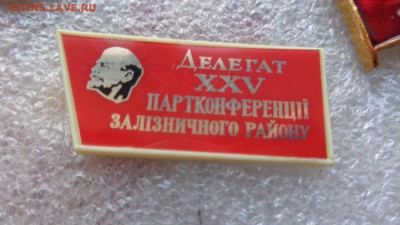 COINS.LAVE.RU
ДЕЛЕГАТ
XXV
ПАРТКОНФЕРЕНЦІЇ
ЗАЛІЗНИЧНОГО РАЙОНУ